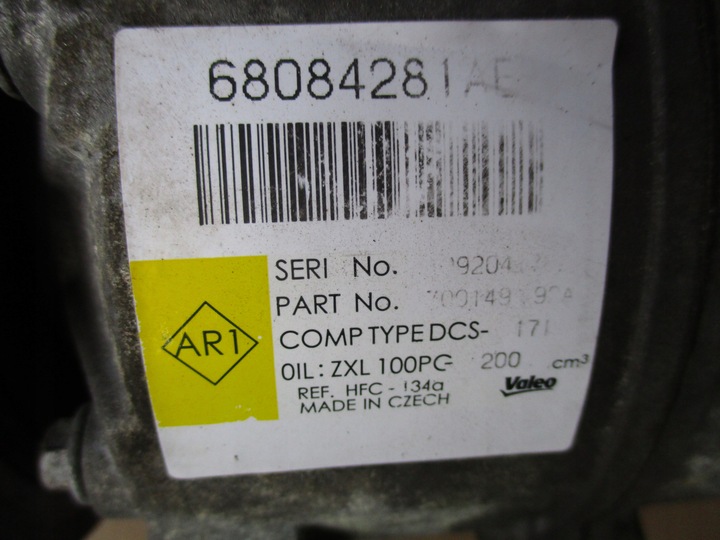 68084281AE
SERI No.
PART No.
AR1
COMP TYPE DCS- 171
OIL: ZXL 100PG 200 cm³
REF. HFC - 134a
MADE IN CZECH
Valeo